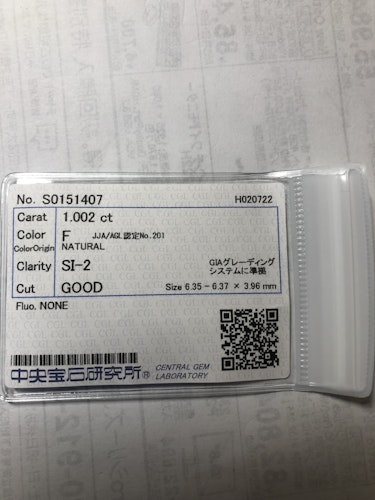 No. S0151407 H020722
Carat 1.002 ct
Color F JJA/AGL認定No.201
ColorOrigin NATURAL
Clarity SI-2 GIAグレーディング
システムに準拠
Cut GOOD Size 6.35 - 6.37 × 3.96 mm
Fluo. NONE
中央宝石研究所® CENTRAL GEM
LABORATORY